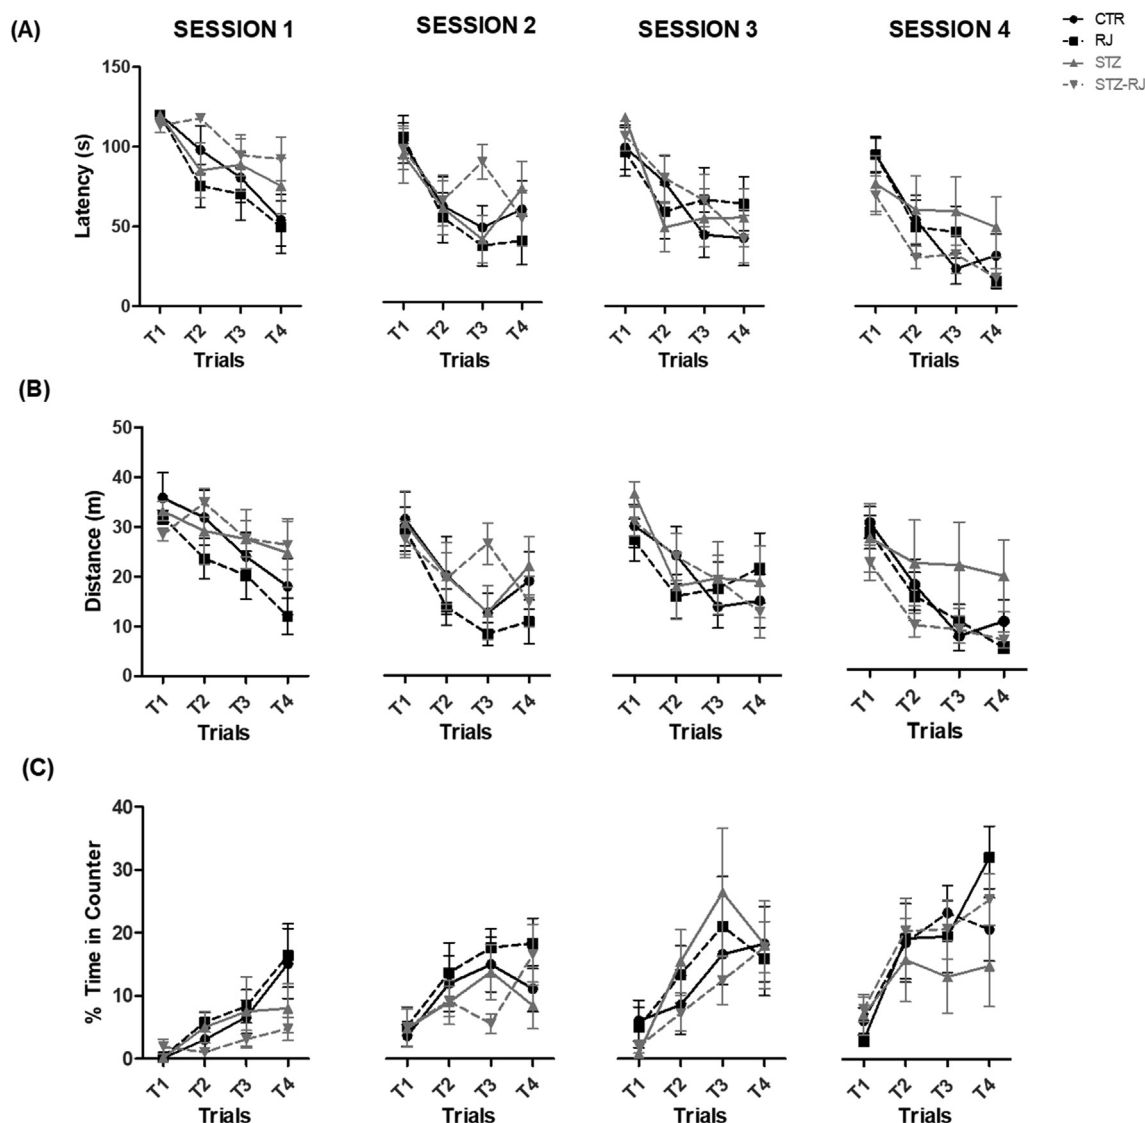 (A)
SESSION 1
SESSION 2
SESSION 3
SESSION 4
CTR
RJ
STZ
STZ-RJ
Latency (s)
150
100
50
0
T1 T2 T3 T4
Trials
T1 T2 T3 T4
Trials
T1 T2 T3 T4
Trials
T1 T2 T3 T4
Trials
(B)
Distance (m)
50
40
30
20
10
0
T1 T2 T3 T4
Trials
T1 T2 T3 T4
Trials
T1 T2 T3 T4
Trials
T1 T2 T3 T4
Trials
(C)
% Time in Counter
40
30
20
10
0
T1 T2 T3 T4
Trials
T1 T2 T3 T4
Trials
T1 T2 T3 T4
Trials
T1 T2 T3 T4
Trials